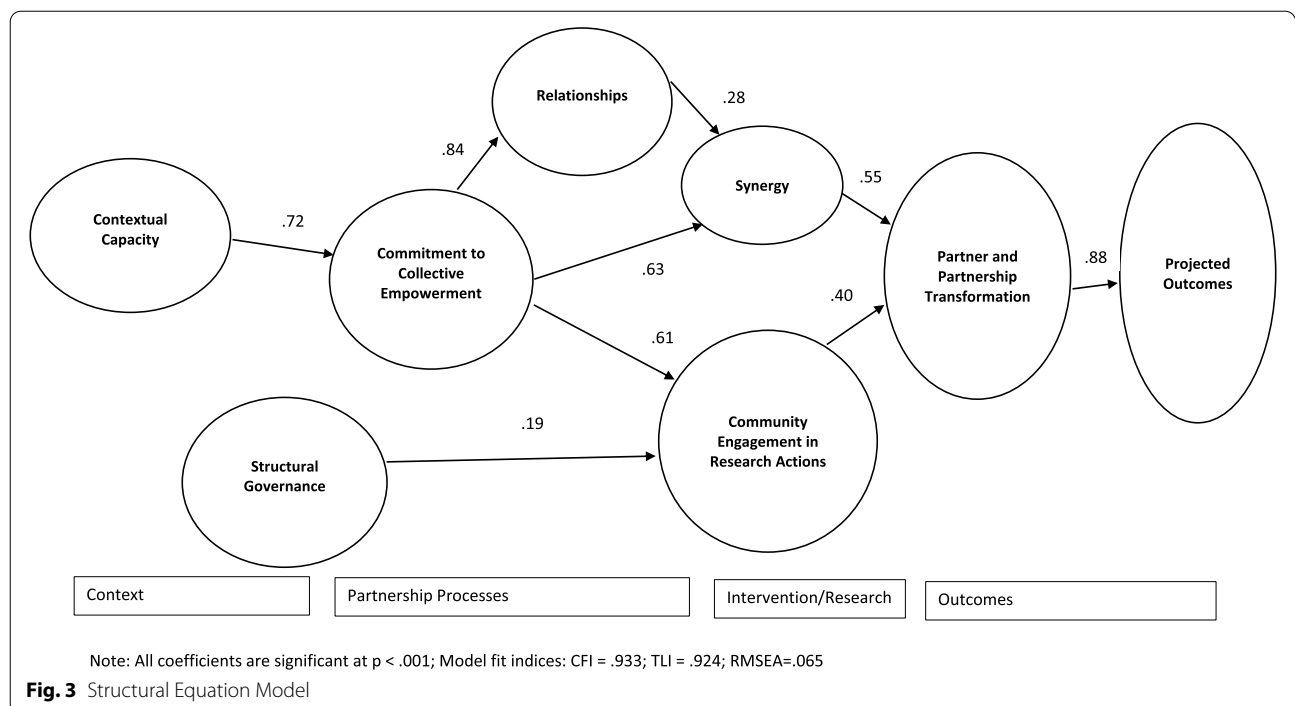 Relationships
.28
.84
Synergy
.55
Contextual
Capacity
.72
Commitment to
Collective
Empowerment
.63
Partner and
Partnership
Transformation
.88
Projected
Outcomes
.40
.61
.19
Community
Engagement in
Research Actions
Structural
Governance
Context
Partnership Processes
Intervention/Research
Outcomes
Note: All coefficients are significant at p < .001; Model fit indices: CFI = .933; TLI = .924; RMSEA=.065
Fig. 3 Structural Equation Model